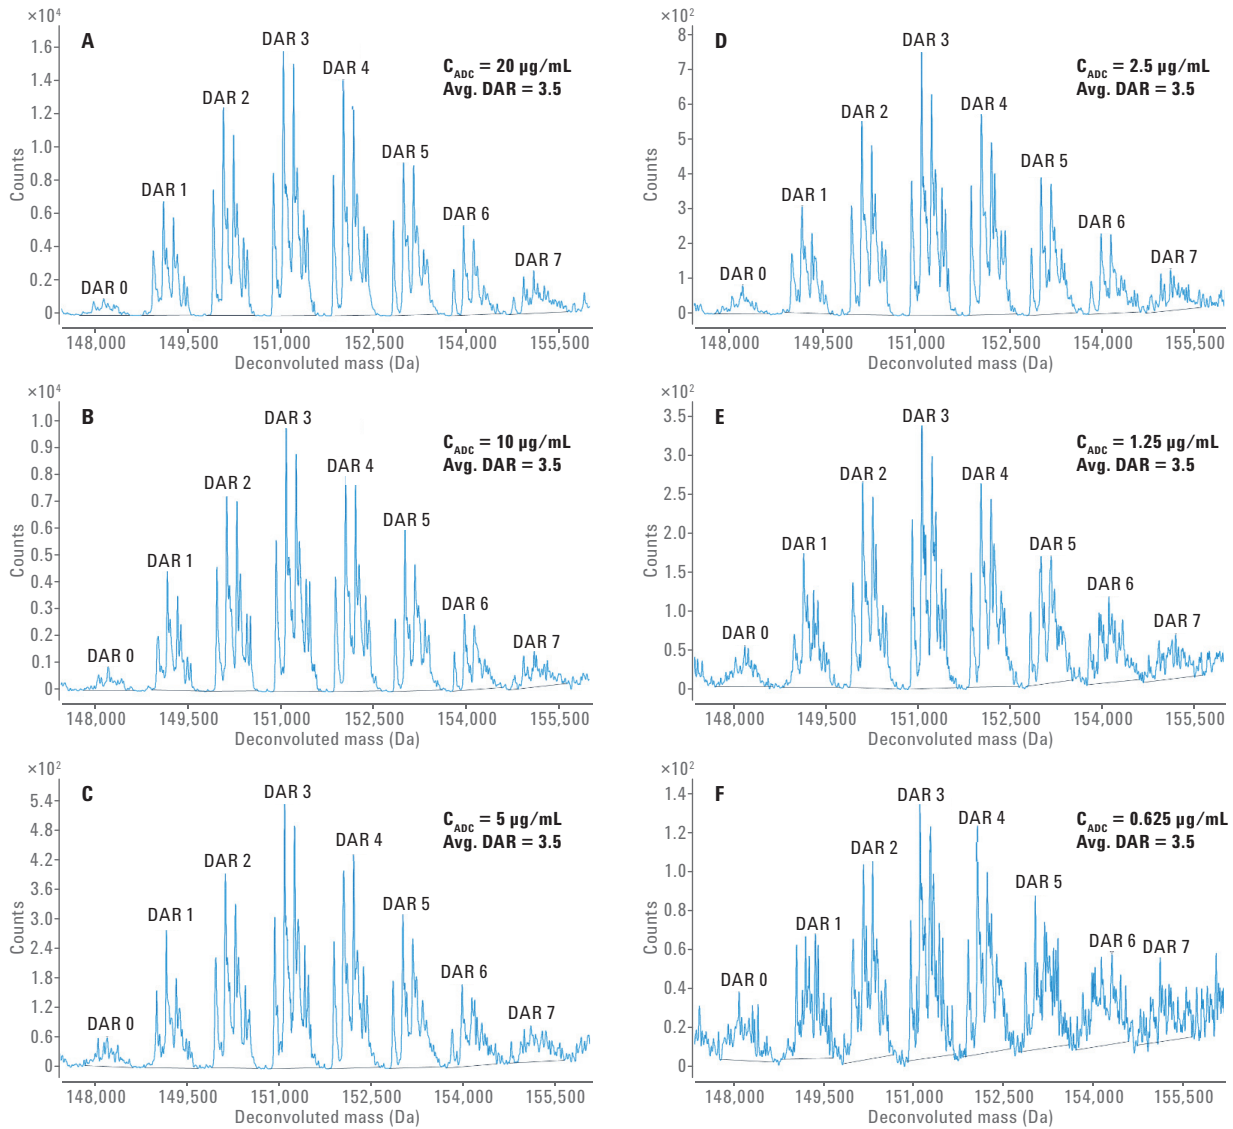 ×10⁴
A
C_ADC = 20 µg/mL
Avg. DAR = 3.5
1.6
1.4
1.2
1.0
0.8
0.6
0.4
0.2
0
Counts
DAR 0
DAR 1
DAR 2
DAR 3
DAR 4
DAR 5
DAR 6
DAR 7
148,000 149,500 151,000 152,500 154,000 155,500
Deconvoluted mass (Da)
×10²
D
C_ADC = 2.5 µg/mL
Avg. DAR = 3.5
8
7
6
5
4
3
2
1
0
Counts
DAR 0
DAR 1
DAR 2
DAR 3
DAR 4
DAR 5
DAR 6
DAR 7
148,000 149,500 151,000 152,500 154,000 155,500
Deconvoluted mass (Da)
×10⁴
B
C_ADC = 10 µg/mL
Avg. DAR = 3.5
1.0
0.9
0.8
0.7
0.6
0.5
0.4
0.3
0.2
0.1
0
Counts
DAR 0
DAR 1
DAR 2
DAR 3
DAR 4
DAR 5
DAR 6
DAR 7
148,000 149,500 151,000 152,500 154,000 155,500
Deconvoluted mass (Da)
×10²
E
C_ADC = 1.25 µg/mL
Avg. DAR = 3.5
3.5
3.0
2.5
2.0
1.5
1.0
0.5
0
Counts
DAR 0
DAR 1
DAR 2
DAR 3
DAR 4
DAR 5
DAR 6
DAR 7
148,000 149,500 151,000 152,500 154,000 155,500
Deconvoluted mass (Da)
×10²
C
C_ADC = 5 µg/mL
Avg. DAR = 3.5
5.4
4.8
4.2
3.6
3.0
2.4
1.8
1.2
0.6
0
Counts
DAR 0
DAR 1
DAR 2
DAR 3
DAR 4
DAR 5
DAR 6
DAR 7
148,000 149,500 151,000 152,500 154,000 155,500
Deconvoluted mass (Da)
×10²
F
C_ADC = 0.625 µg/mL
Avg. DAR = 3.5
1.4
1.2
1.0
0.8
0.6
0.4
0.2
0
Counts
DAR 0
DAR 1
DAR 2
DAR 3
DAR 4
DAR 5
DAR 6
DAR 7
148,000 149,500 151,000 152,500 154,000 155,500
Deconvoluted mass (Da)